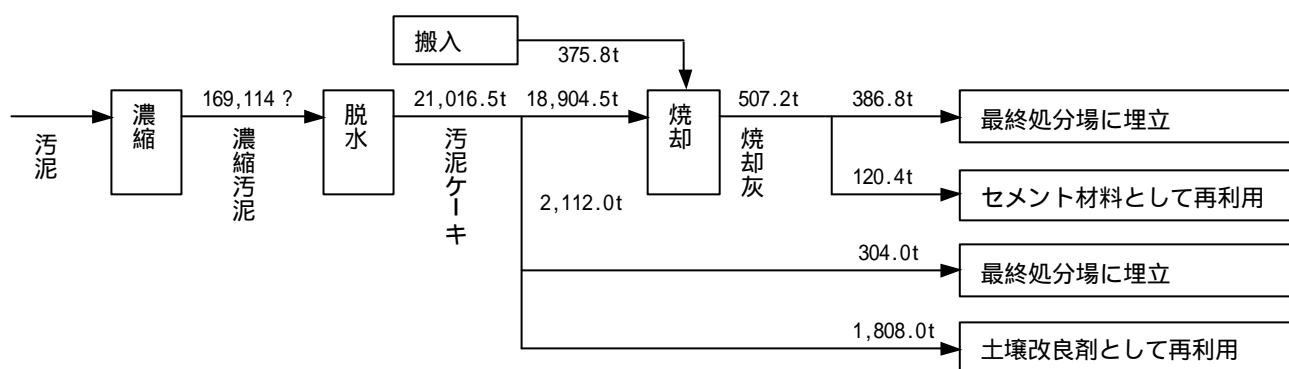 搬入
375.8t
汚泥
濃縮
169,114 ?
濃縮汚泥
脱水
21,016.5t
汚泥ケーキ
18,904.5t
2,112.0t
焼却
507.2t
焼却灰
386.8t
最終処分場に埋立
120.4t
セメント材料として再利用
304.0t
最終処分場に埋立
1,808.0t
土壌改良剤として再利用